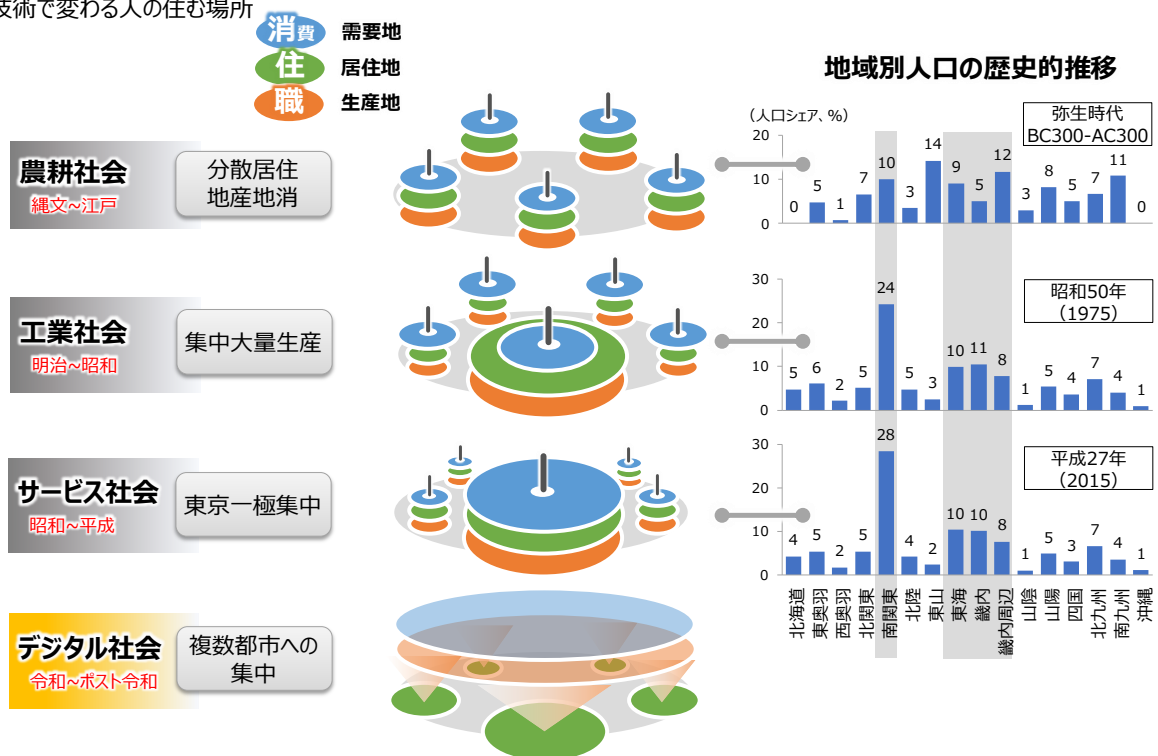 技術で変わる人の住む場所
消費 需要地
住 居住地
職 生産地
農耕社会
縄文~江戸
分散居住
地産地消
工業社会
明治~昭和
集中大量生産
サービス社会
昭和~平成
東京一極集中
デジタル社会
令和~ポスト令和
複数都市への
集中
地域別人口の歴史的推移
(人口シェア、%)
弥生時代
BC300-AC300
20
10
0
0 5 1 7 10 3 14 9 5 12 3 8 5 7 11 0
昭和50年
(1975)
30
20
10
0
5 6 2 5 24 5 3 10 11 8 1 5 4 7 4 1
平成27年
(2015)
30
20
10
0
4 5 2 5 28 4 2 10 10 8 1 5 3 7 4 1
北海道
東奥羽
西奥羽
北関東
南関東
北陸
東山
東海
畿内
畿内周辺
山陰
山陽
四国
北九州
南九州
沖縄